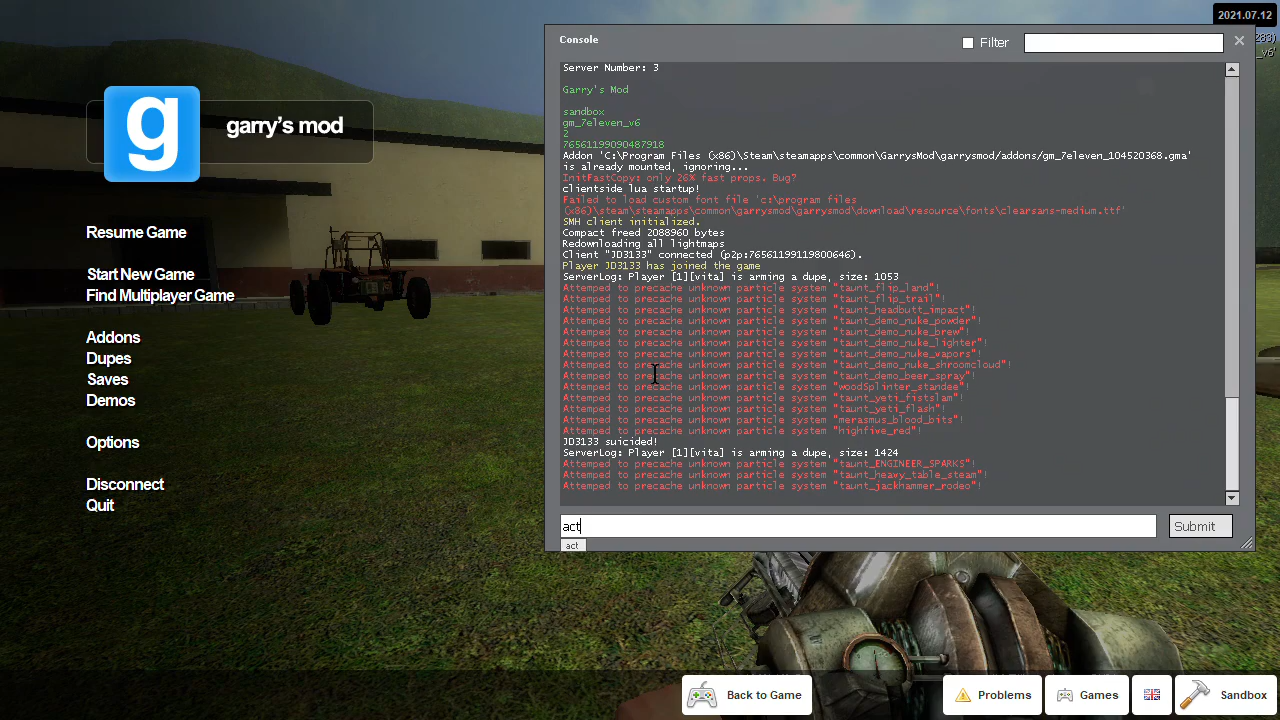 2021.07.12
Console
Filter
283)
_v6'
g
garry's mod
Resume Game
Start New Game
Find Multiplayer Game
Addons
Dupes
Saves
Demos
Options
Disconnect
Quit
Server Number: 3
Garry's Mod
sandbox
gm_7eleven_v6
2
76561199090487918
Addon 'C:\Program Files (x86)\Steam\steamapps\common\GarrysMod\garrysmod/addons/gm_7eleven_104520368.gma'
is already mounted, ignoring...
InitFastCopy: only 26% fast props. Bug?
clientside lua startup!
Failed to load custom font file 'c:\program files
(x86)\steam\steamapps\common\garrysmod\garrysmod\download\resource\fonts\clearsans-medium.ttf'
SMH client initialized.
Compact freed 2088960 bytes
Redownloading all lightmaps
Client "JD3133" connected (p2p:76561199119800646).
Player JD3133 has joined the game
ServerLog: Player [1][vita] is arming a dupe, size: 1053
Attemped to precache unknown particle system "taunt_flip_land"!
Attemped to precache unknown particle system "taunt_flip_trail"!
Attemped to precache unknown particle system "taunt_headbutt_impact"!
Attemped to precache unknown particle system "taunt_demo_nuke_powder"!
Attemped to precache unknown particle system "taunt_demo_nuke_brew"!
Attemped to precache unknown particle system "taunt_demo_nuke_lighter"!
Attemped to precache unknown particle system "taunt_demo_nuke_vapors"!
Attemped to precache unknown particle system "taunt_demo_nuke_shroomcloud"!
Attemped to precache unknown particle system "taunt_demo_beer_spray"!
Attemped to precache unknown particle system "woodSplinter_standee"!
Attemped to precache unknown particle system "taunt_yeti_fistslam"!
Attemped to precache unknown particle system "taunt_yeti_flash"!
Attemped to precache unknown particle system "merasmus_blood_bits"!
Attemped to precache unknown particle system "highfive_red"!
JD3133 suicided!
ServerLog: Player [1][vita] is arming a dupe, size: 1424
Attemped to precache unknown particle system "taunt_ENGINEER_SPARKS"!
Attemped to precache unknown particle system "taunt_heavy_table_steam"!
Attemped to precache unknown particle system "taunt_jackhammer_rodeo"!
act
Submit
act
Back to Game
Problems
Games
Sandbox